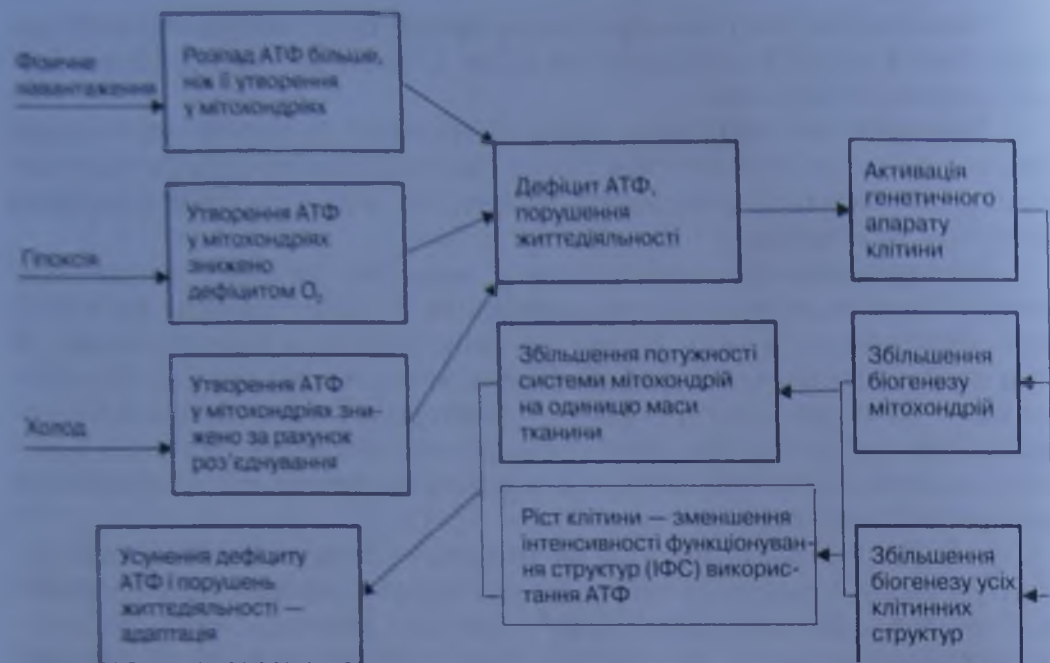 Фізичне
навантаження
Розпад АТФ більше,
ніж її утворення
у мітохондріях
Гіпоксія
Утворення АТФ
у мітохондріях
знижено
дефіцитом O₂
Холод
Утворення АТФ
у мітохондріях зни-
жено за рахунок
роз’єднування
Дефіцит АТФ,
порушення
життєдіяльності
Активація
генетичного
апарату
клітини
Збільшення
біогенезу
мітохондрій
Збільшення
біогенезу усіх
клітинних
структур
Збільшення потужності
системи мітохондрій
на одиницю маси
тканини
Ріст клітини — зменшення
інтенсивності функціонуван-
ня структур (ІФС) викорис-
тання АТФ
Усунення дефіциту
АТФ і порушень
життєдіяльності —
адаптація